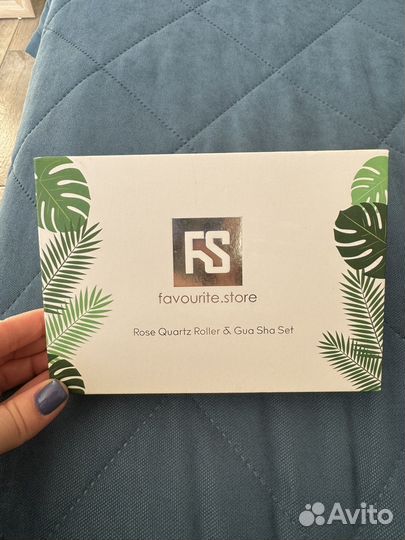 FS
favourite.store
Rose Quartz Roller & Gua Sha Set
Avito